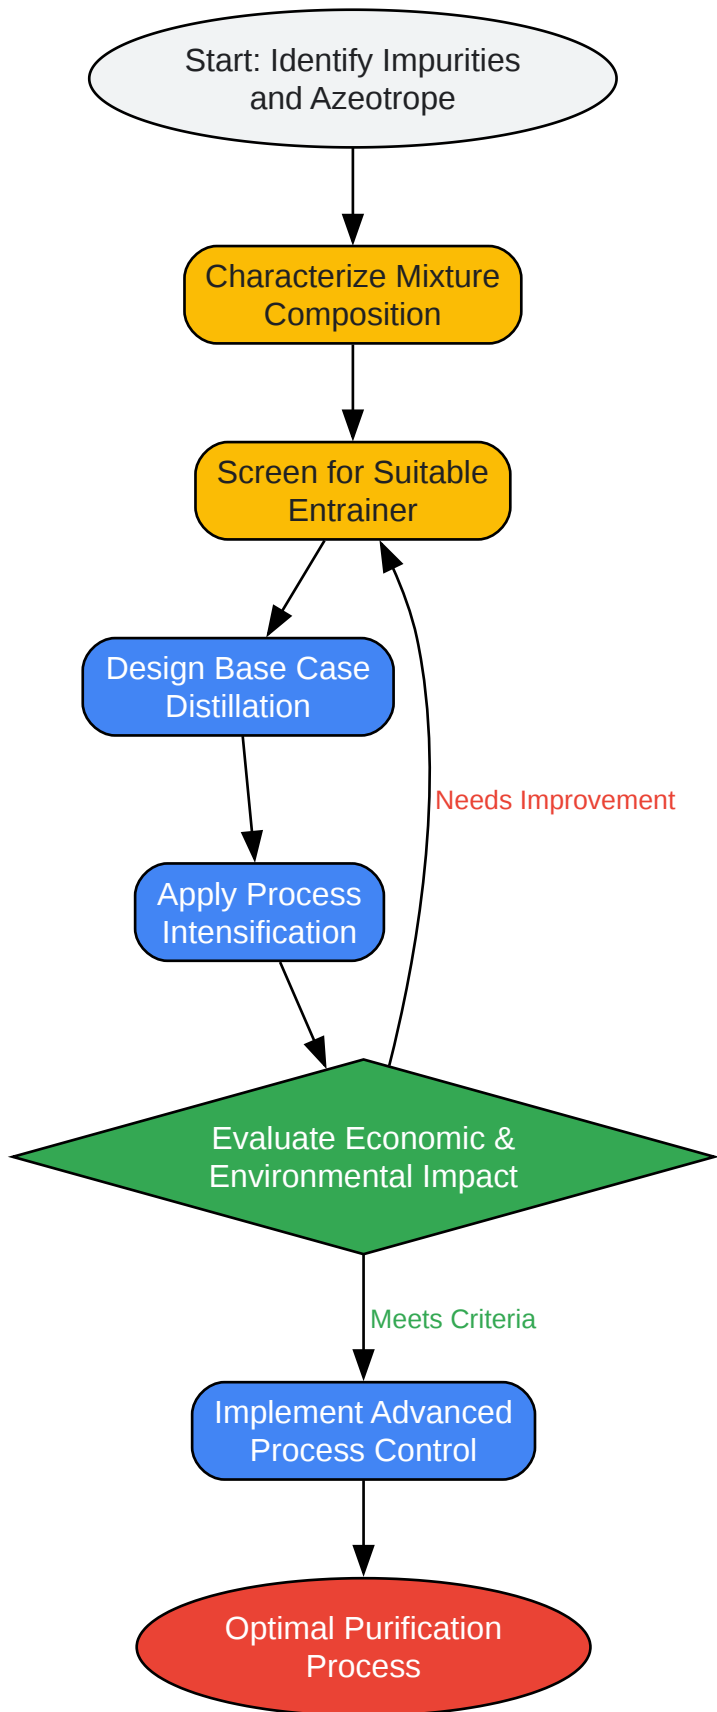 Start: Identify Impurities
and Azeotrope
Characterize Mixture
Composition
Screen for Suitable
Entrainer
Design Base Case
Distillation
Needs Improvement
Apply Process
Intensification
Evaluate Economic &
Environmental Impact
Meets Criteria
Implement Advanced
Process Control
Optimal Purification
Process